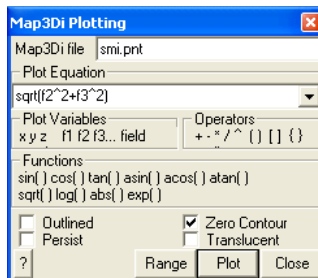 Map3Di Plotting
Map3Di file smi.pnt
Plot Equation
sqrt(f2^2+f3^2)
Plot Variables
x y z f1 f2 f3... field
Operators
+ - * / ^ ( ) [ ] { }
Functions
sin( ) cos( ) tan( ) asin( ) acos( ) atan( )
sqrt( ) log( ) abs( ) exp( )
Outlined
Zero Contour
Persist
Translucent
? Range Plot Close